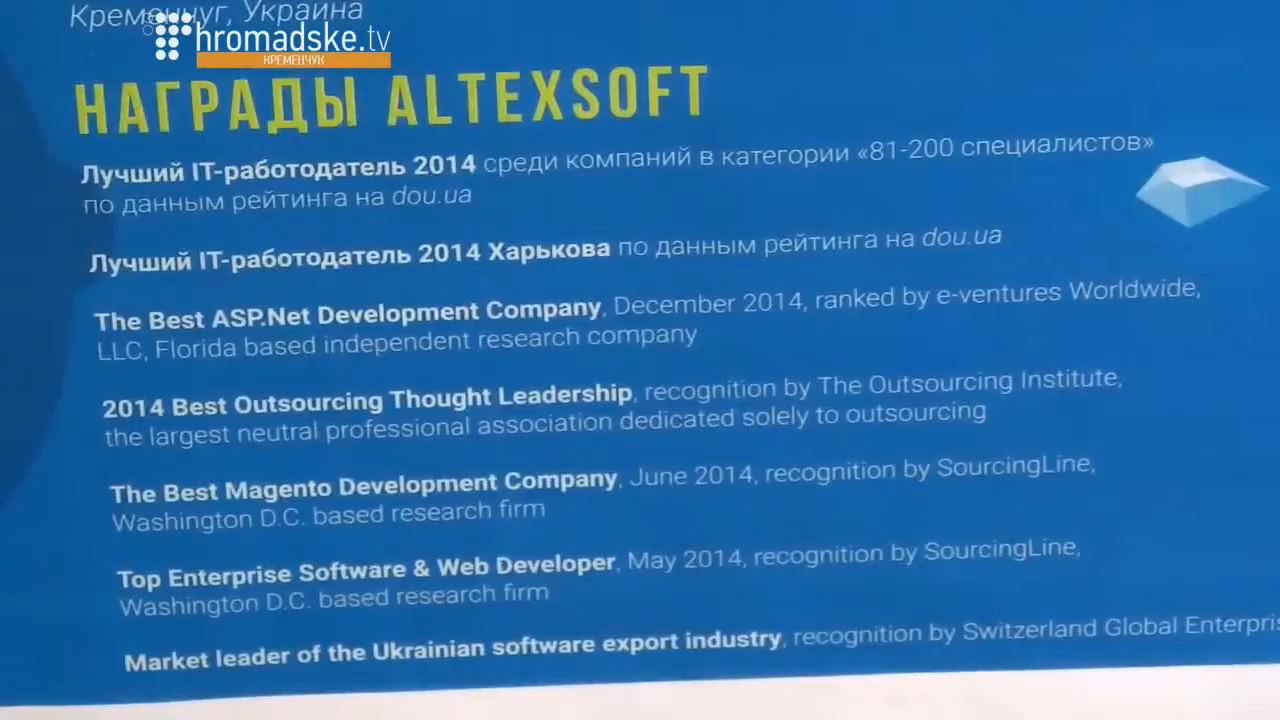 Кременчуг, Украина
hromadske.tv
КРЕМЕНЧУК
НАГРАДЫ ALTEXSOFT
Лучший IT-работодатель 2014 среди компаний в категории «81-200 специалистов»
по данным рейтинга на dou.ua
Лучший IT-работодатель 2014 Харькова по данным рейтинга на dou.ua
The Best ASP.Net Development Company, December 2014, ranked by e-ventures Worldwide,
LLC, Florida based independent research company
2014 Best Outsourcing Thought Leadership, recognition by The Outsourcing Institute,
the largest neutral professional association dedicated solely to outsourcing
The Best Magento Development Company, June 2014, recognition by SourcingLine,
Washington D.C. based research firm
Top Enterprise Software & Web Developer, May 2014, recognition by SourcingLine,
Washington D.C. based research firm
Market leader of the Ukrainian software export industry, recognition by Switzerland Global Enterpris